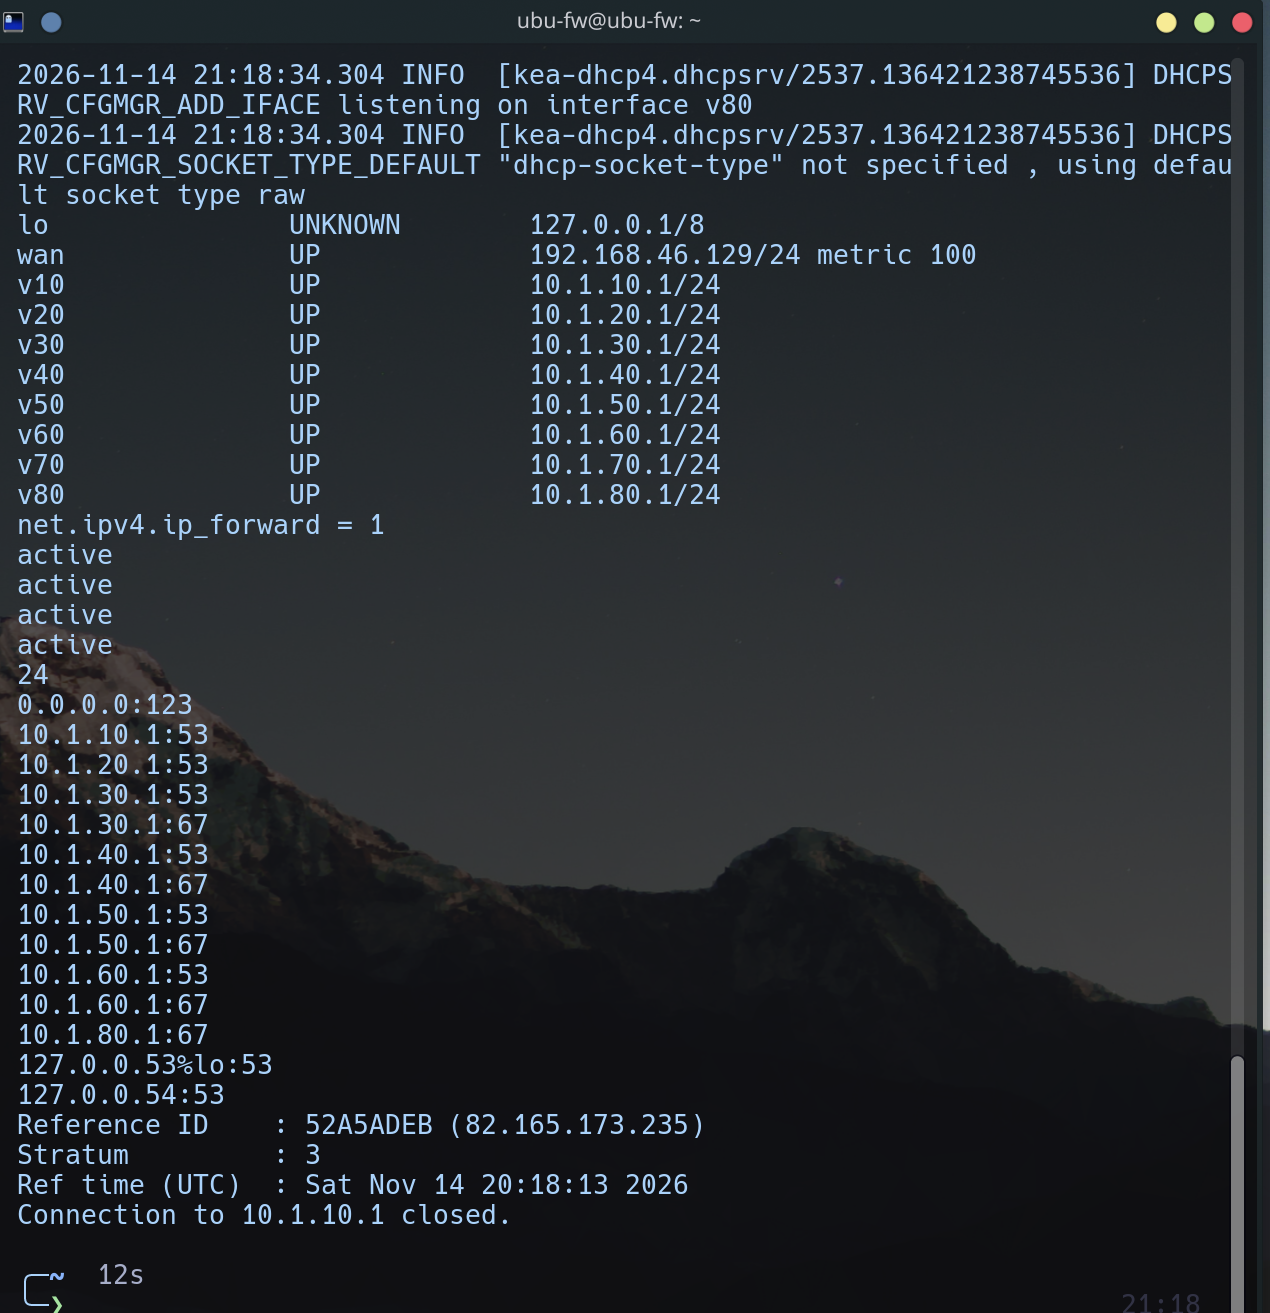 ubu-fw@ubu-fw: ~
2026-11-14 21:18:34.304 INFO  [kea-dhcp4.dhcpsrv/2537.136421238745536] DHCPS
RV_CFGMGR_ADD_IFACE listening on interface v80
2026-11-14 21:18:34.304 INFO  [kea-dhcp4.dhcpsrv/2537.136421238745536] DHCPS
RV_CFGMGR_SOCKET_TYPE_DEFAULT "dhcp-socket-type" not specified , using defau
lt socket type raw
lo               UNKNOWN        127.0.0.1/8
wan              UP             192.168.46.129/24 metric 100
v10              UP             10.1.10.1/24
v20              UP             10.1.20.1/24
v30              UP             10.1.30.1/24
v40              UP             10.1.40.1/24
v50              UP             10.1.50.1/24
v60              UP             10.1.60.1/24
v70              UP             10.1.70.1/24
v80              UP             10.1.80.1/24
net.ipv4.ip_forward = 1
active
active
active
active
24
0.0.0.0:123
10.1.10.1:53
10.1.20.1:53
10.1.30.1:53
10.1.30.1:67
10.1.40.1:53
10.1.40.1:67
10.1.50.1:53
10.1.50.1:67
10.1.60.1:53
10.1.60.1:67
10.1.80.1:67
127.0.0.53%lo:53
127.0.0.54:53
Reference ID    : 52A5ADEB (82.165.173.235)
Stratum         : 3
Ref time (UTC)  : Sat Nov 14 20:18:13 2026
Connection to 10.1.10.1 closed.
~  12s
❯ 21:18